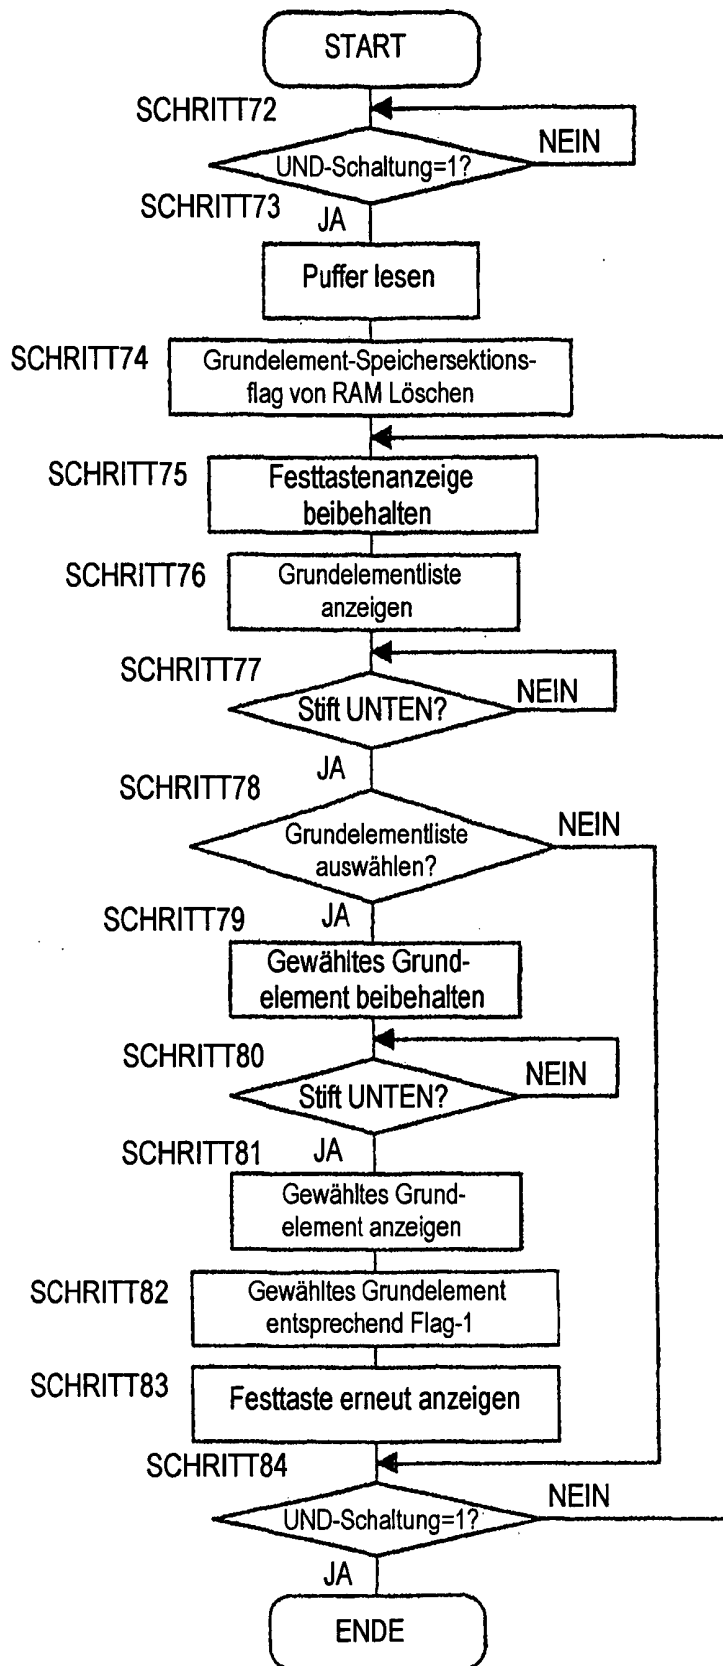 START
SCHRITT72
NEIN
UND-Schaltung=1?
SCHRITT73
JA
Puffer lesen
SCHRITT74
Grundelement-Speichersektions-
flag von RAM Löschen
SCHRITT75
Festtastenanzeige
beibehalten
SCHRITT76
Grundelementliste
anzeigen
SCHRITT77
NEIN
Stift UNTEN?
JA
SCHRITT78
NEIN
Grundelementliste
auswählen?
SCHRITT79
JA
Gewähltes Grund-
element beibehalten
SCHRITT80
NEIN
Stift UNTEN?
SCHRITT81
JA
Gewähltes Grund-
element anzeigen
SCHRITT82
Gewähltes Grundelement
entsprechend Flag-1
SCHRITT83
Festtaste erneut anzeigen
SCHRITT84
NEIN
UND-Schaltung=1?
JA
ENDE